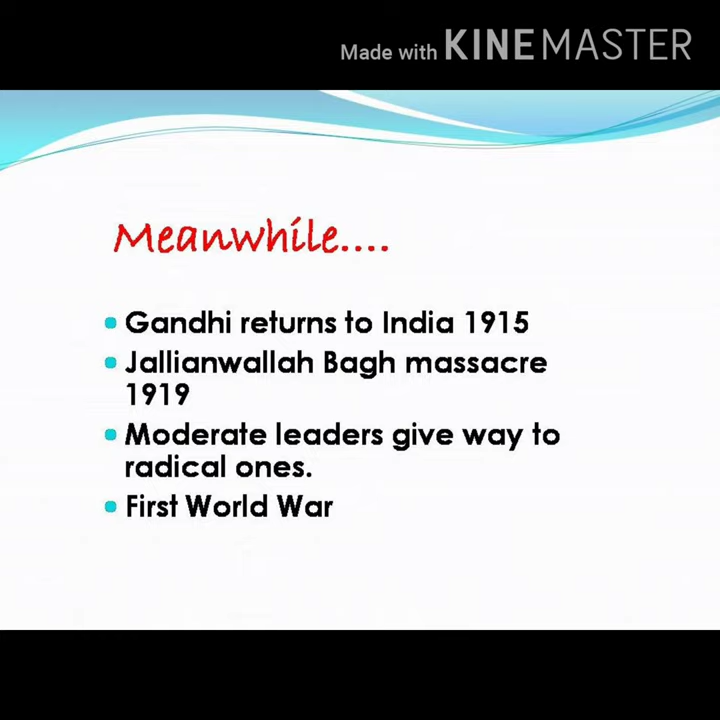 Made with KINEMASTER
Meanwhile....
Gandhi returns to India 1915
Jallianwallah Bagh massacre
1919
Moderate leaders give way to
radical ones.
First World War